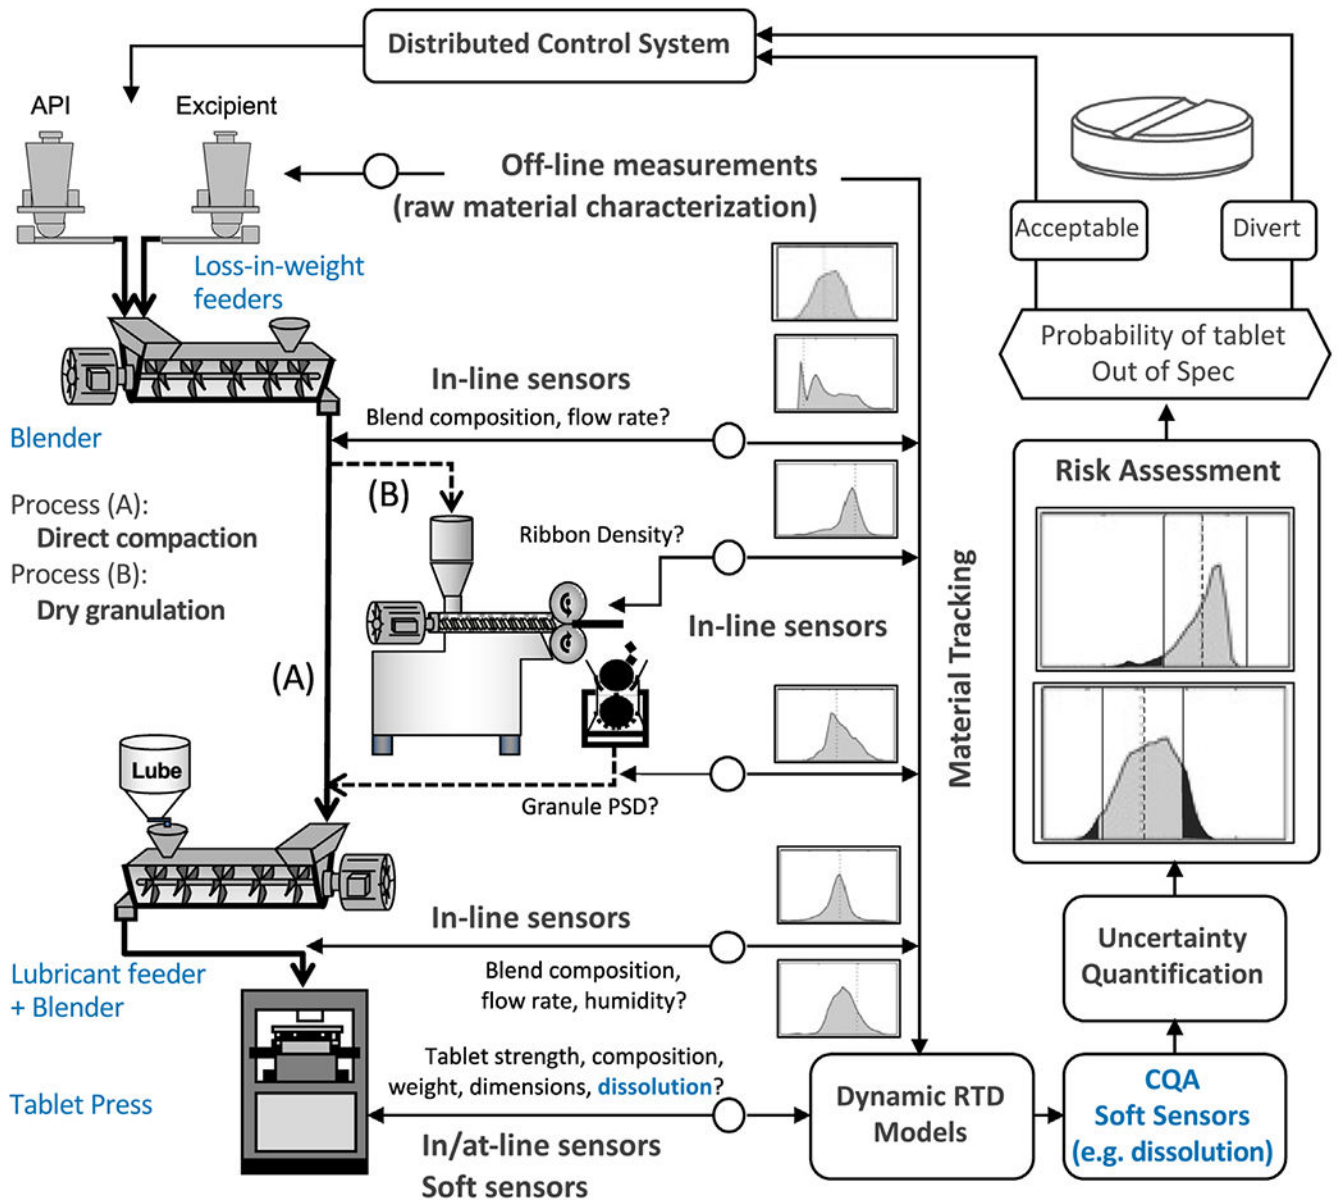 Distributed Control System
API
Excipient
Off-line measurements
(raw material characterization)
Acceptable
Divert
Loss-in-weight
feeders
Probability of tablet
Out of Spec
In-line sensors
Blend composition, flow rate?
Blender
Risk Assessment
(B)
Process (A):
Direct compaction
Process (B):
Dry granulation
Ribbon Density?
In-line sensors
Material Tracking
(A)
Lube
Granule PSD?
In-line sensors
Uncertainty
Quantification
Lubricant feeder
+ Blender
Blend composition,
flow rate, humidity?
Tablet strength, composition,
weight, dimensions, dissolution?
Tablet Press
Dynamic RTD
Models
CQA
Soft Sensors
(e.g. dissolution)
In/at-line sensors
Soft sensors